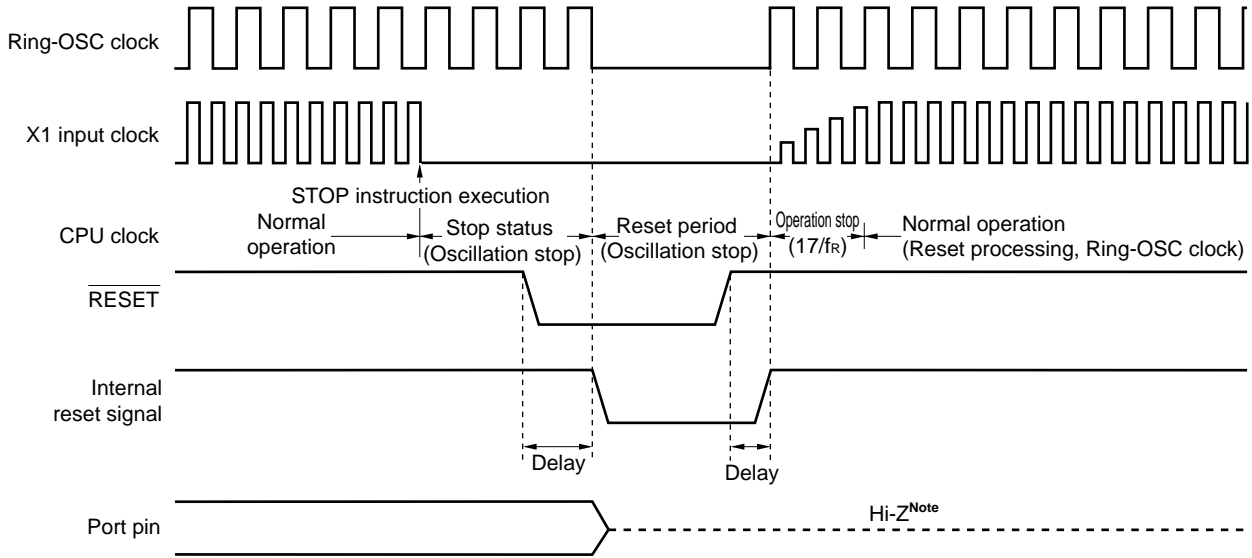 Ring-OSC clock
X1 input clock
STOP instruction execution
CPU clock
Normal
operation
Stop status
(Oscillation stop)
Reset period
(Oscillation stop)
Operation stop
(17/fR)
Normal operation
(Reset processing, Ring-OSC clock)
RESET
Internal
reset signal
Delay
Delay
Port pin
Hi-ZNote